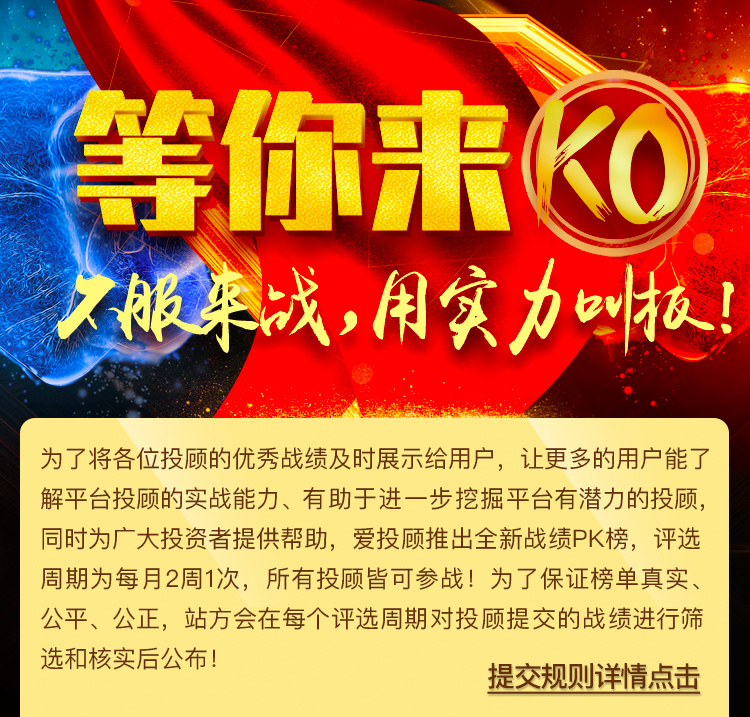 等你来KO
不服来战，用实力叫板！
为了将各位投顾的优秀战绩及时展示给用户，让更多的用户能了
解平台投顾的实战能力、有助于进一步挖掘平台有潜力的投顾,
同时为广大投资者提供帮助，爱投顾推出全新战绩PK榜，评选
周期为每月2周1次，所有投顾皆可参战！为了保证榜单真实、
公平、公正，站方会在每个评选周期对投顾提交的战绩进行筛
选和核实后公布！
提交规则详情点击